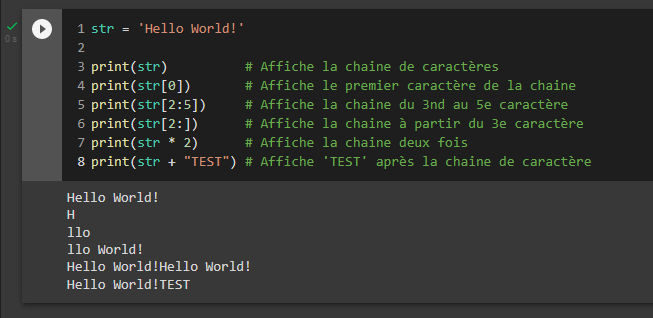 1 str = 'Hello World!'
2
3 print(str)          # Affiche la chaine de caractères
4 print(str[0])       # Affiche le premier caractère de la chaine
5 print(str[2:5])     # Affiche la chaine du 3nd au 5e caractère
6 print(str[2:])      # Affiche la chaine à partir du 3e caractère
7 print(str * 2)      # Affiche la chaine deux fois
8 print(str + "TEST") # Affiche 'TEST' après la chaine de caractère
0 s
Hello World!
H
llo
llo World!
Hello World!Hello World!
Hello World!TEST